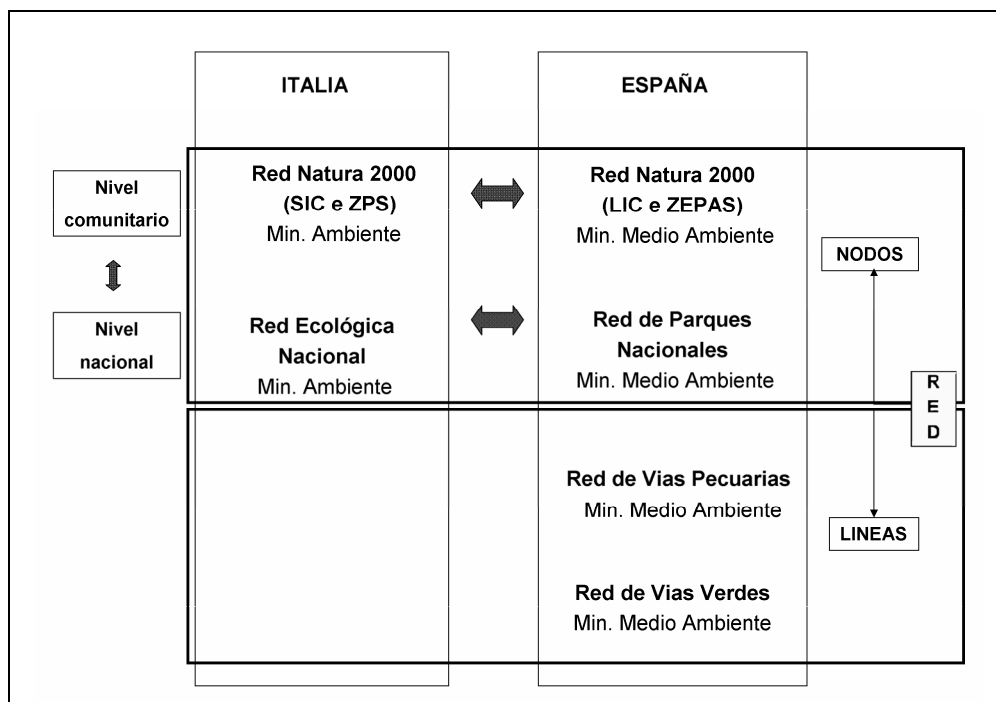 ITALIA
ESPAÑA
Nivel
comunitario
Red Natura 2000
(SIC e ZPS)
Min. Ambiente
Red Natura 2000
(LIC e ZEPAS)
Min. Medio Ambiente
NODOS
Nivel
nacional
Red Ecológica
Nacional
Min. Ambiente
Red de Parques
Nacionales
Min. Medio Ambiente
R
E
D
Red de Vias Pecuarias
Min. Medio Ambiente
LINEAS
Red de Vias Verdes
Min. Medio Ambiente